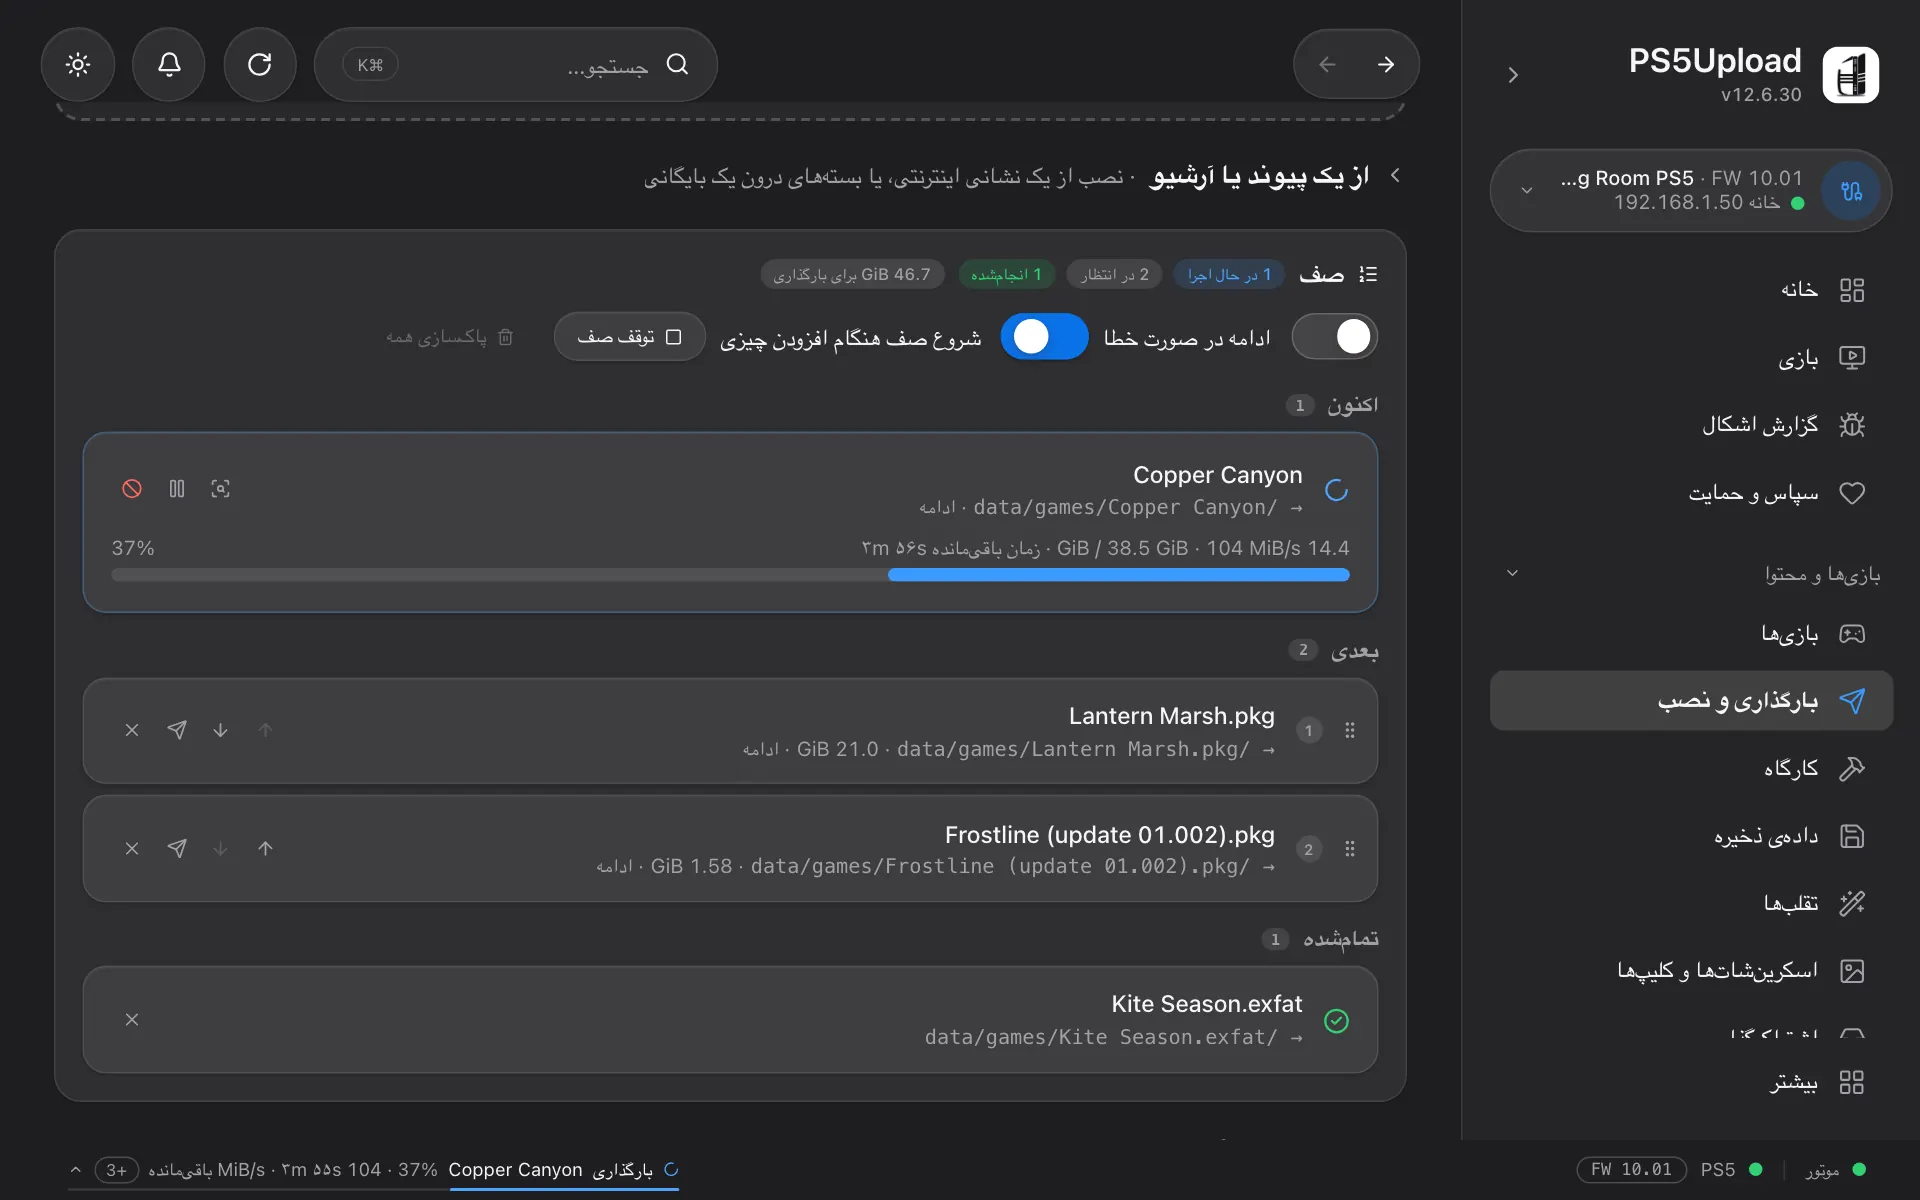 PS5Upload
v12.6.30
...g Room PS5 · FW 10.01
خانه 192.168.1.50
خانه
بازی
گزارش اشکال
سپاس و حمایت
بازی‌ها و محتوا
بازی‌ها
بارگذاری و نصب
کارگاه
داده‌ی ذخیره
تقلب‌ها
اسکرین‌شات‌ها و کلیپ‌ها
بیشتر
موتور
PS5
FW 10.01
جستجو...
K⌘
از یک پیوند یا آرشیو · نصب از یک نشانی اینترنتی، یا بسته‌های درون یک بایگانی
صف
1 در حال اجرا
2 در انتظار
1 انجام‌شده
46.7 GiB برای بارگذاری
ادامه در صورت خطا
شروع صف هنگام افزودن چیزی
توقف صف
پاکسازی همه
اکنون 1
Copper Canyon
→ data/games/Copper Canyon/ · ادامه
14.4 GiB / 38.5 GiB · 104 MiB/s · زمان باقی‌مانده ۳m ۵۶s
37%
بعدی 2
1
Lantern Marsh.pkg
→ data/games/Lantern Marsh.pkg/ · 21.0 GiB · ادامه
2
Frostline (update 01.002).pkg
→ data/games/Frostline (update 01.002).pkg/ · 1.58 GiB · ادامه
تمام‌شده 1
Kite Season.exfat
→ data/games/Kite Season.exfat/
بارگذاری Copper Canyon 37% · 104 MiB/s · ۳m ۵۵s باقی‌مانده +3